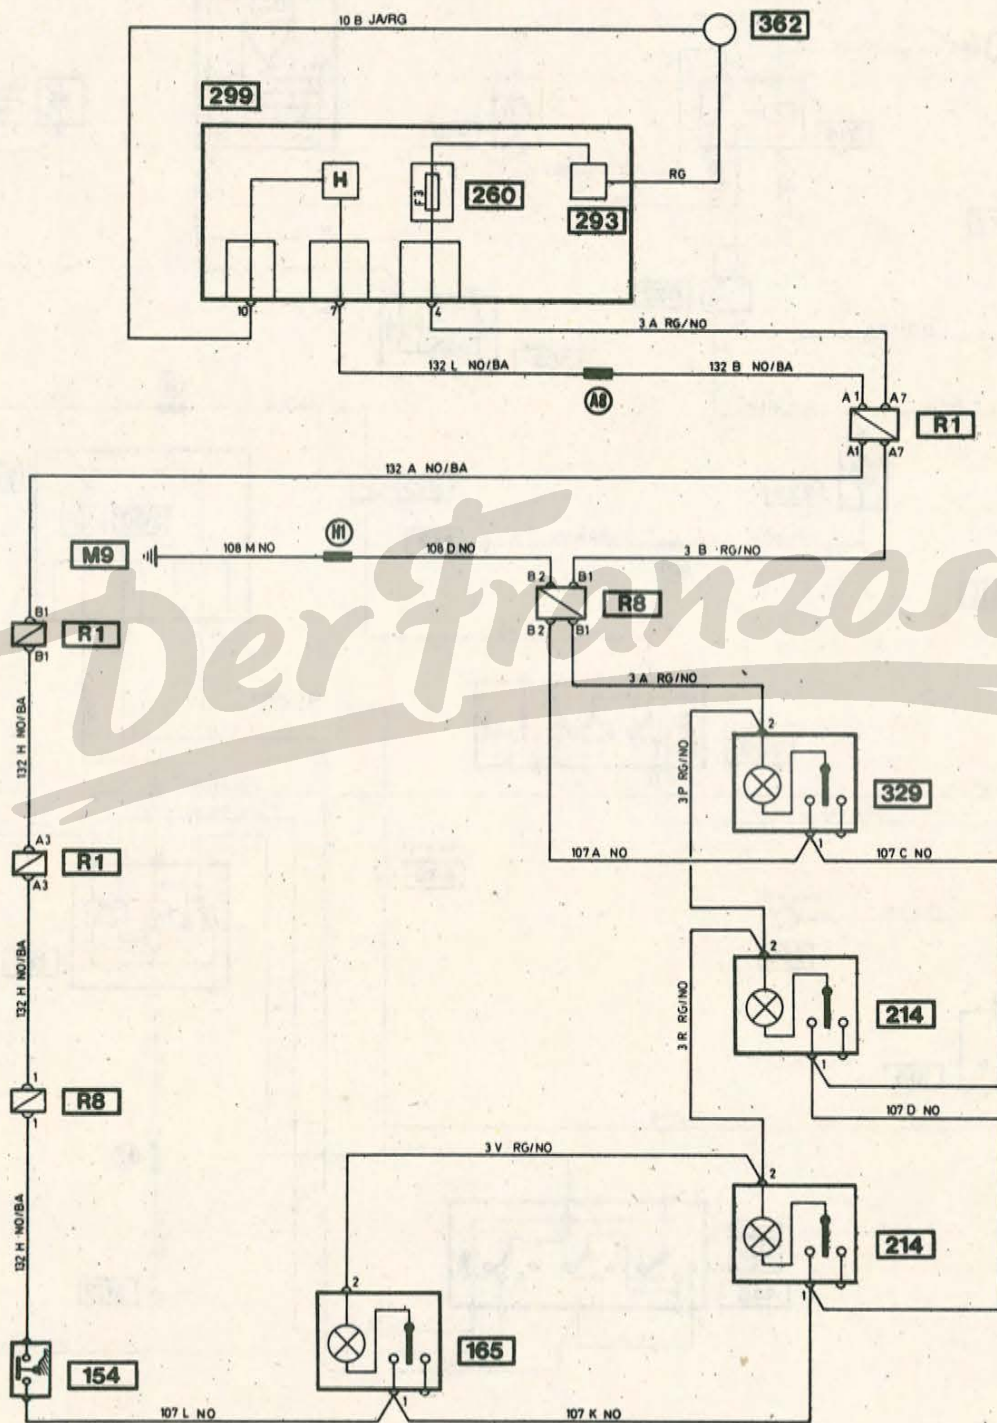 10 B JA/RG
362
299
H
F3
260
293
RG
10
7
4
3 A RG/NO
132 L NO/BA
A8
132 B NO/BA
A1
A7
R1
A1
A7
132 A NO/BA
M9
108 M NO
H1
108 D NO
3 B RG/NO
B2
B1
R8
B2
B1
B1
R1
B1
Der Franzos
3 A RG/NO
132 H NO/BA
3 P RG/NO
2
329
1
107 A NO
107 C NO
A3
R1
A3
132 H NO/BA
3 R RG/NO
2
214
1
107 D NO
1
R8
1
3 V RG/NO
2
214
1
132 H NO/BA
2
165
1
154
107 L NO
107 K NO